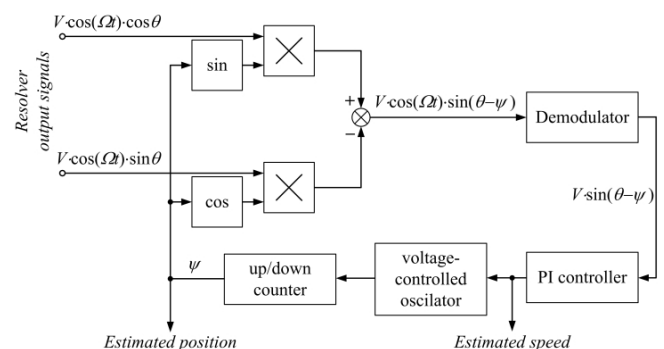 V·cos(Ωt)·cosθ
sin
Resolver
output signals
+
V·cos(Ωt)·sin(θ−ψ)
−
Demodulator
V·cos(Ωt)·sinθ
cos
V·sin(θ−ψ)
ψ
up/down
counter
voltage-
controlled
oscilator
PI controller
Estimated position
Estimated speed